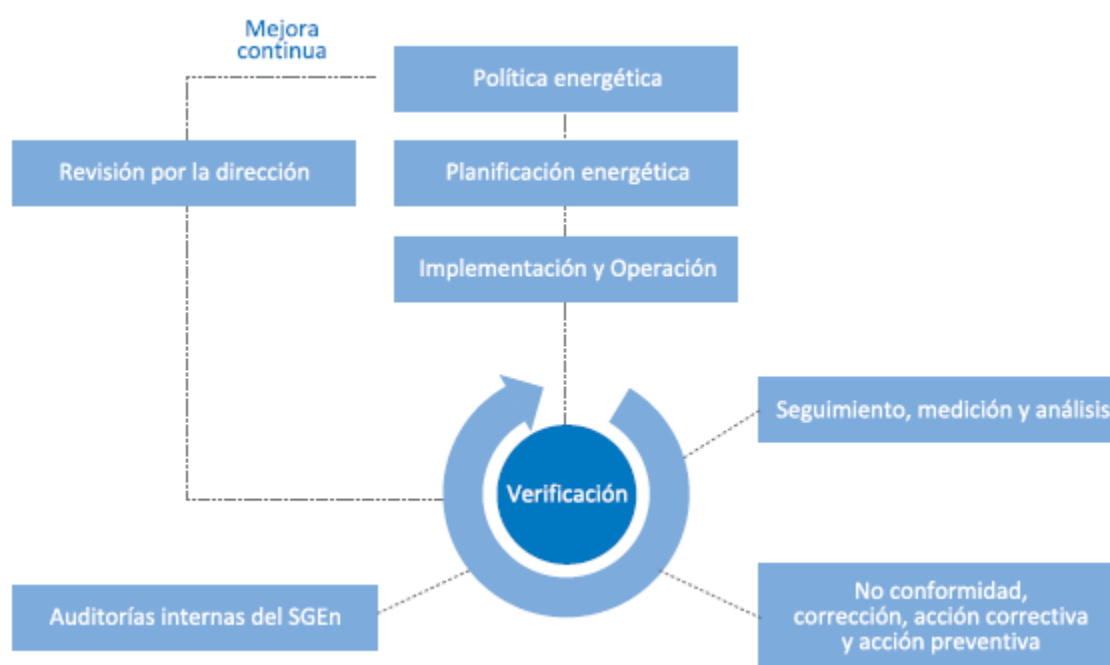 Mejora
continua
Política energética
Revisión por la dirección
Planificación energética
Implementación y Operación
Seguimiento, medición y análisis
Verificación
Auditorías internas del SGEn
No conformidad,
corrección, acción correctiva
y acción preventiva